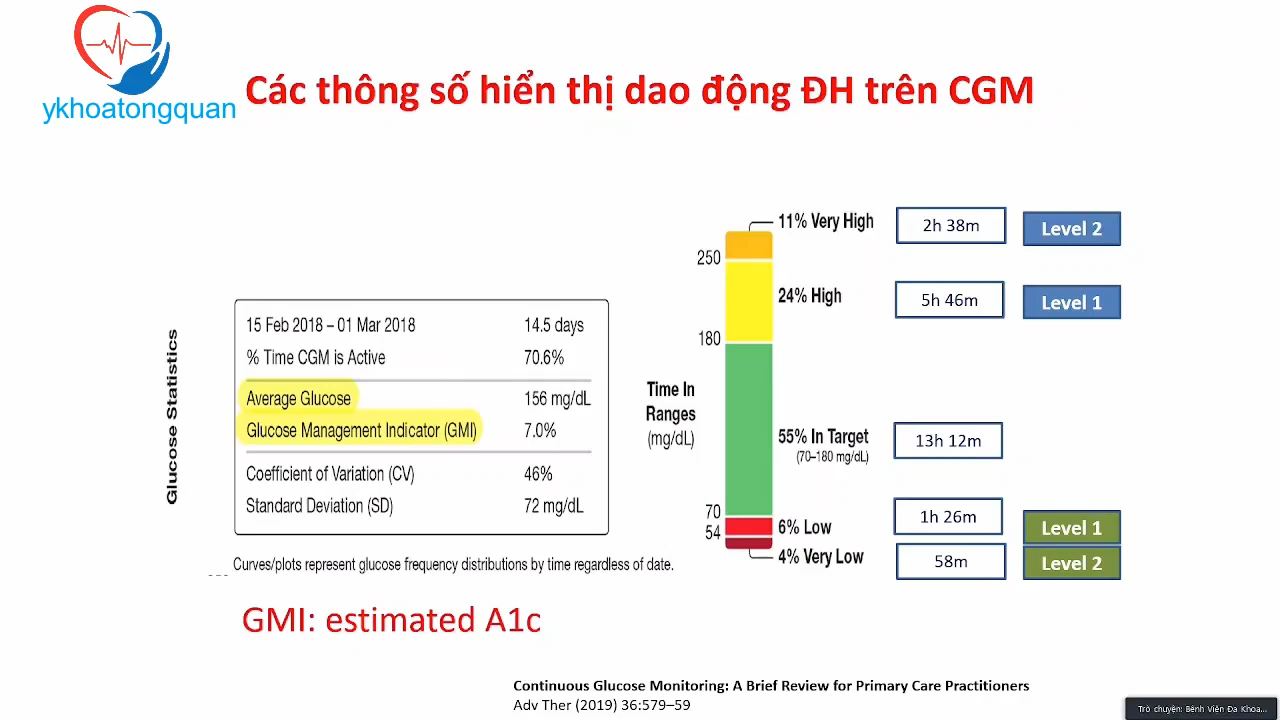 ykhoatongquan
Các thông số hiển thị dao động ĐH trên CGM
Glucose Statistics
15 Feb 2018 – 01 Mar 2018 14.5 days
% Time CGM is Active 70.6%
Average Glucose 156 mg/dL
Glucose Management Indicator (GMI) 7.0%
Coefficient of Variation (CV) 46%
Standard Deviation (SD) 72 mg/dL
Curves/plots represent glucose frequency distributions by time regardless of date.
GMI: estimated A1c
Time In
Ranges
(mg/dL)
250
180
70
54
11% Very High 2h 38m Level 2
24% High 5h 46m Level 1
55% In Target 13h 12m
(70–180 mg/dL)
6% Low 1h 26m Level 1
4% Very Low 58m Level 2
Continuous Glucose Monitoring: A Brief Review for Primary Care Practitioners
Adv Ther (2019) 36:579–59
Trò chuyện: Bệnh Viện Đa Khoa...